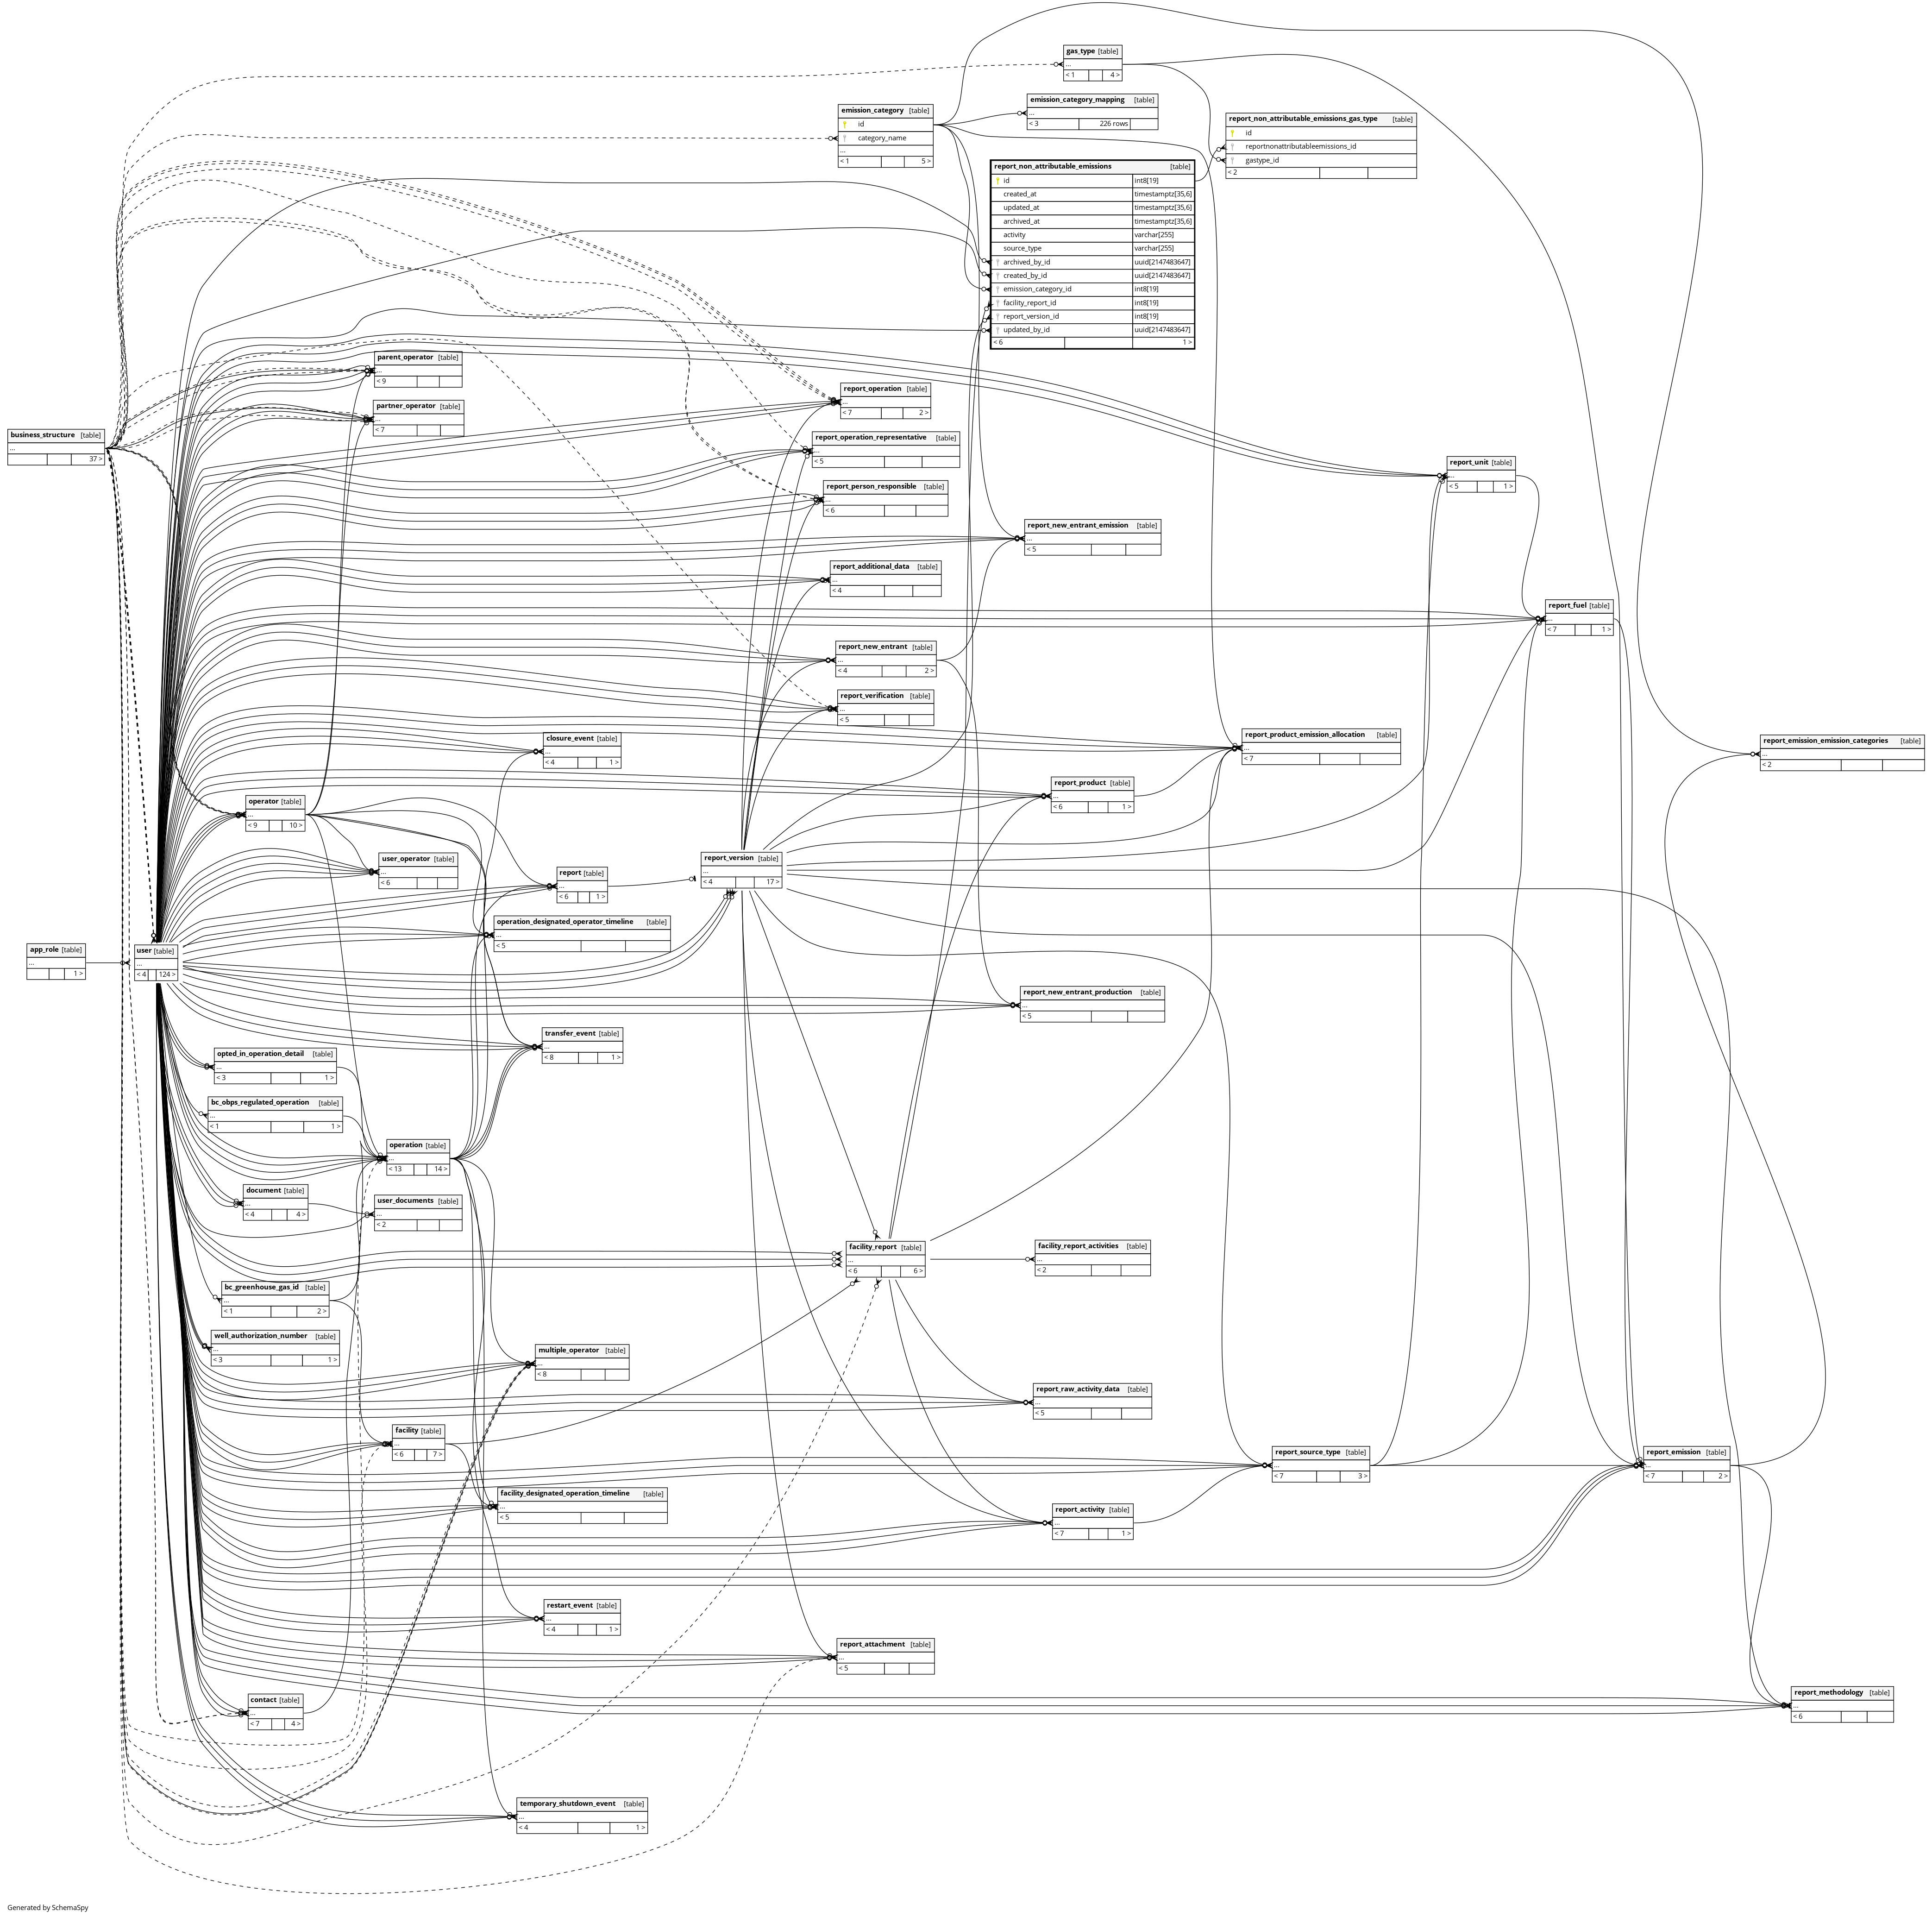 gas_type [table]
...
< 1 4 >
emission_category_mapping [table]
...
< 3 226 rows
emission_category [table]
id
category_name
...
< 1 5 >
report_non_attributable_emissions_gas_type [table]
id
reportnonattributableemissions_id
gastype_id
< 2
report_non_attributable_emissions [table]
id int8[19]
created_at timestamptz[35,6]
updated_at timestamptz[35,6]
archived_at timestamptz[35,6]
activity varchar[255]
source_type varchar[255]
archived_by_id uuid[2147483647]
created_by_id uuid[2147483647]
emission_category_id int8[19]
facility_report_id int8[19]
report_version_id int8[19]
updated_by_id uuid[2147483647]
< 6 1 >
parent_operator [table]
...
< 9
report_operation [table]
...
< 7 2 >
partner_operator [table]
...
< 7
business_structure [table]
...
37 >
report_operation_representative [table]
...
< 5
report_unit [table]
...
< 5 1 >
report_person_responsible [table]
...
< 6
report_new_entrant_emission [table]
...
< 5
report_additional_data [table]
...
< 4
report_fuel [table]
...
< 7 1 >
report_new_entrant [table]
...
< 4 2 >
report_verification [table]
...
< 5
closure_event [table]
...
< 4 1 >
report_product_emission_allocation [table]
...
< 7
report_emission_emission_categories [table]
...
< 2
report_product [table]
...
< 6 1 >
operator [table]
...
< 9 10 >
user_operator [table]
...
< 6
report_version [table]
...
< 4 17 >
report [table]
...
< 6 1 >
operation_designated_operator_timeline [table]
...
< 5
app_role [table]
...
1 >
user [table]
...
< 4 124 >
report_new_entrant_production [table]
...
< 5
transfer_event [table]
...
< 8 1 >
opted_in_operation_detail [table]
...
< 3 1 >
bc_obps_regulated_operation [table]
...
< 1 1 >
operation [table]
...
< 13 14 >
document [table]
...
< 4 4 >
user_documents [table]
...
< 2
facility_report [table]
...
< 6 6 >
facility_report_activities [table]
...
< 2
bc_greenhouse_gas_id [table]
...
< 1 2 >
well_authorization_number [table]
...
< 3 1 >
multiple_operator [table]
...
< 8
report_raw_activity_data [table]
...
< 5
facility [table]
...
< 6 7 >
report_source_type [table]
...
< 7 3 >
report_emission [table]
...
< 7 2 >
facility_designated_operation_timeline [table]
...
< 5
report_activity [table]
...
< 7 1 >
restart_event [table]
...
< 4 1 >
report_attachment [table]
...
< 5
contact [table]
...
< 7 4 >
report_methodology [table]
...
< 6
temporary_shutdown_event [table]
...
< 4 1 >
Generated by SchemaSpy